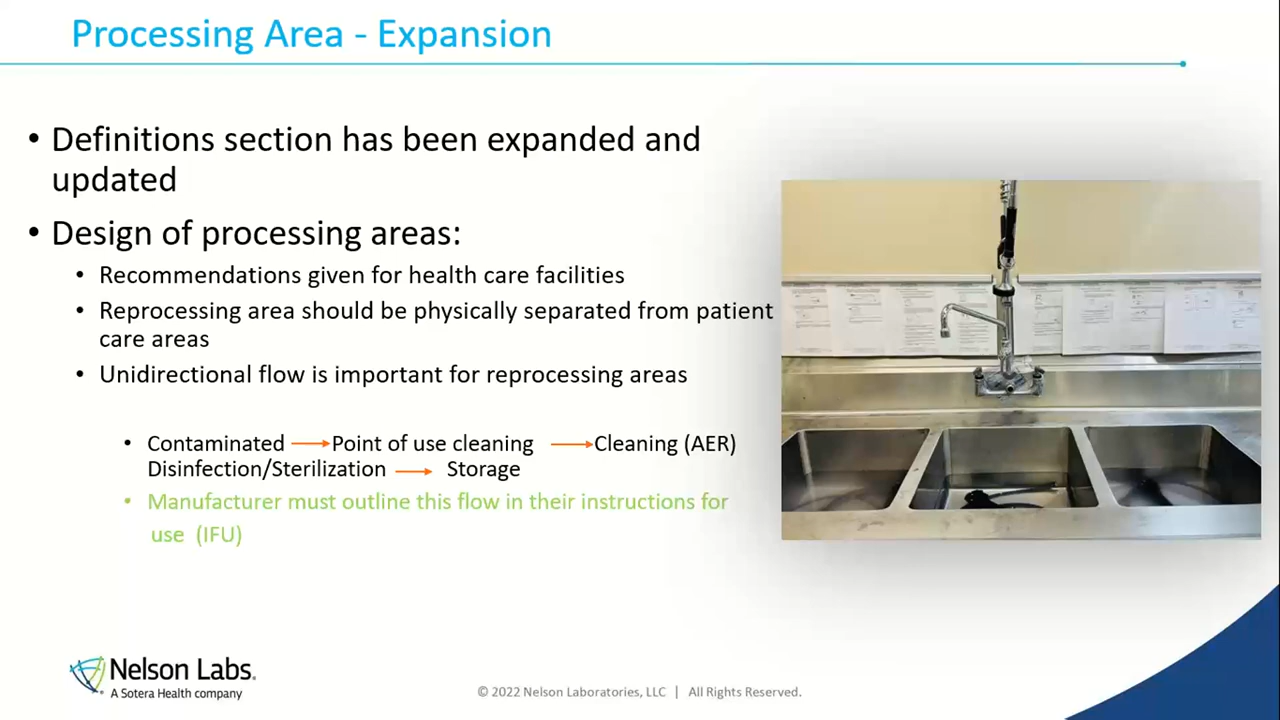 Processing Area - Expansion
• Definitions section has been expanded and
updated
• Design of processing areas:
• Recommendations given for health care facilities
• Reprocessing area should be physically separated from patient
care areas
• Unidirectional flow is important for reprocessing areas
• Contaminated → Point of use cleaning → Cleaning (AER)
Disinfection/Sterilization → Storage
• Manufacturer must outline this flow in their instructions for
use (IFU)
Nelson Labs.
A Sotera Health company
© 2022 Nelson Laboratories, LLC | All Rights Reserved.